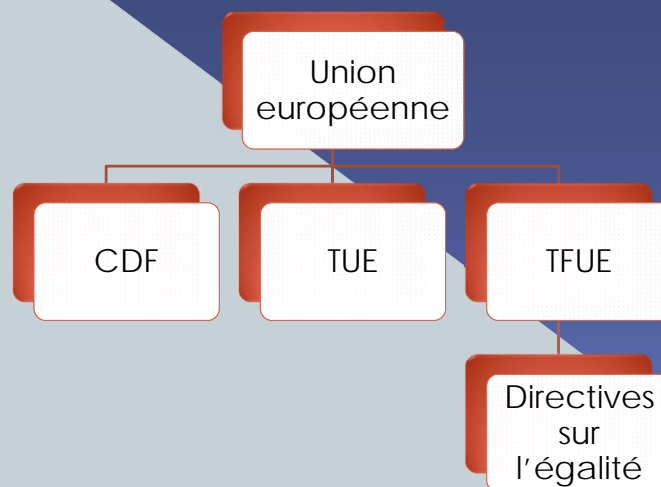 Union
européenne
CDF
TUE
TFUE
Directives
sur
l’égalité